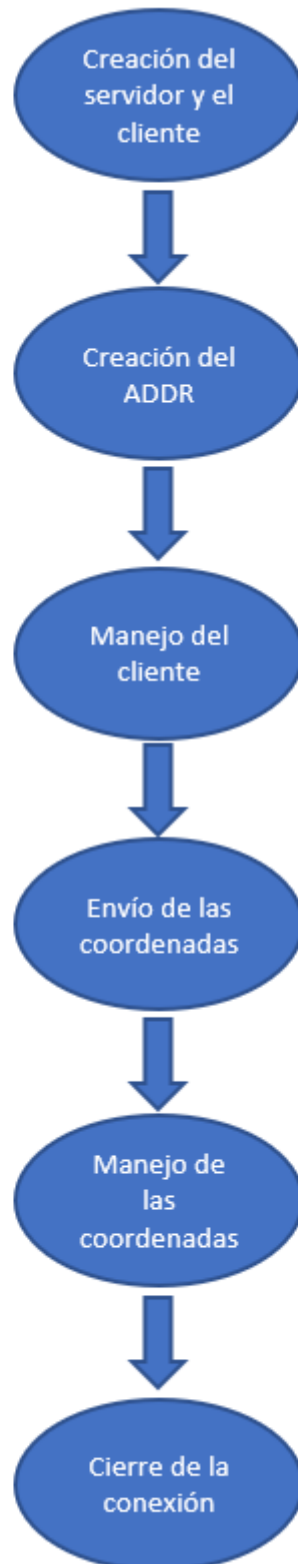 Creación del
servidor y el
cliente
Creación del
ADDR
Manejo del
cliente
Envío de las
coordenadas
Manejo de
las
coordenadas
Cierre de la
conexión